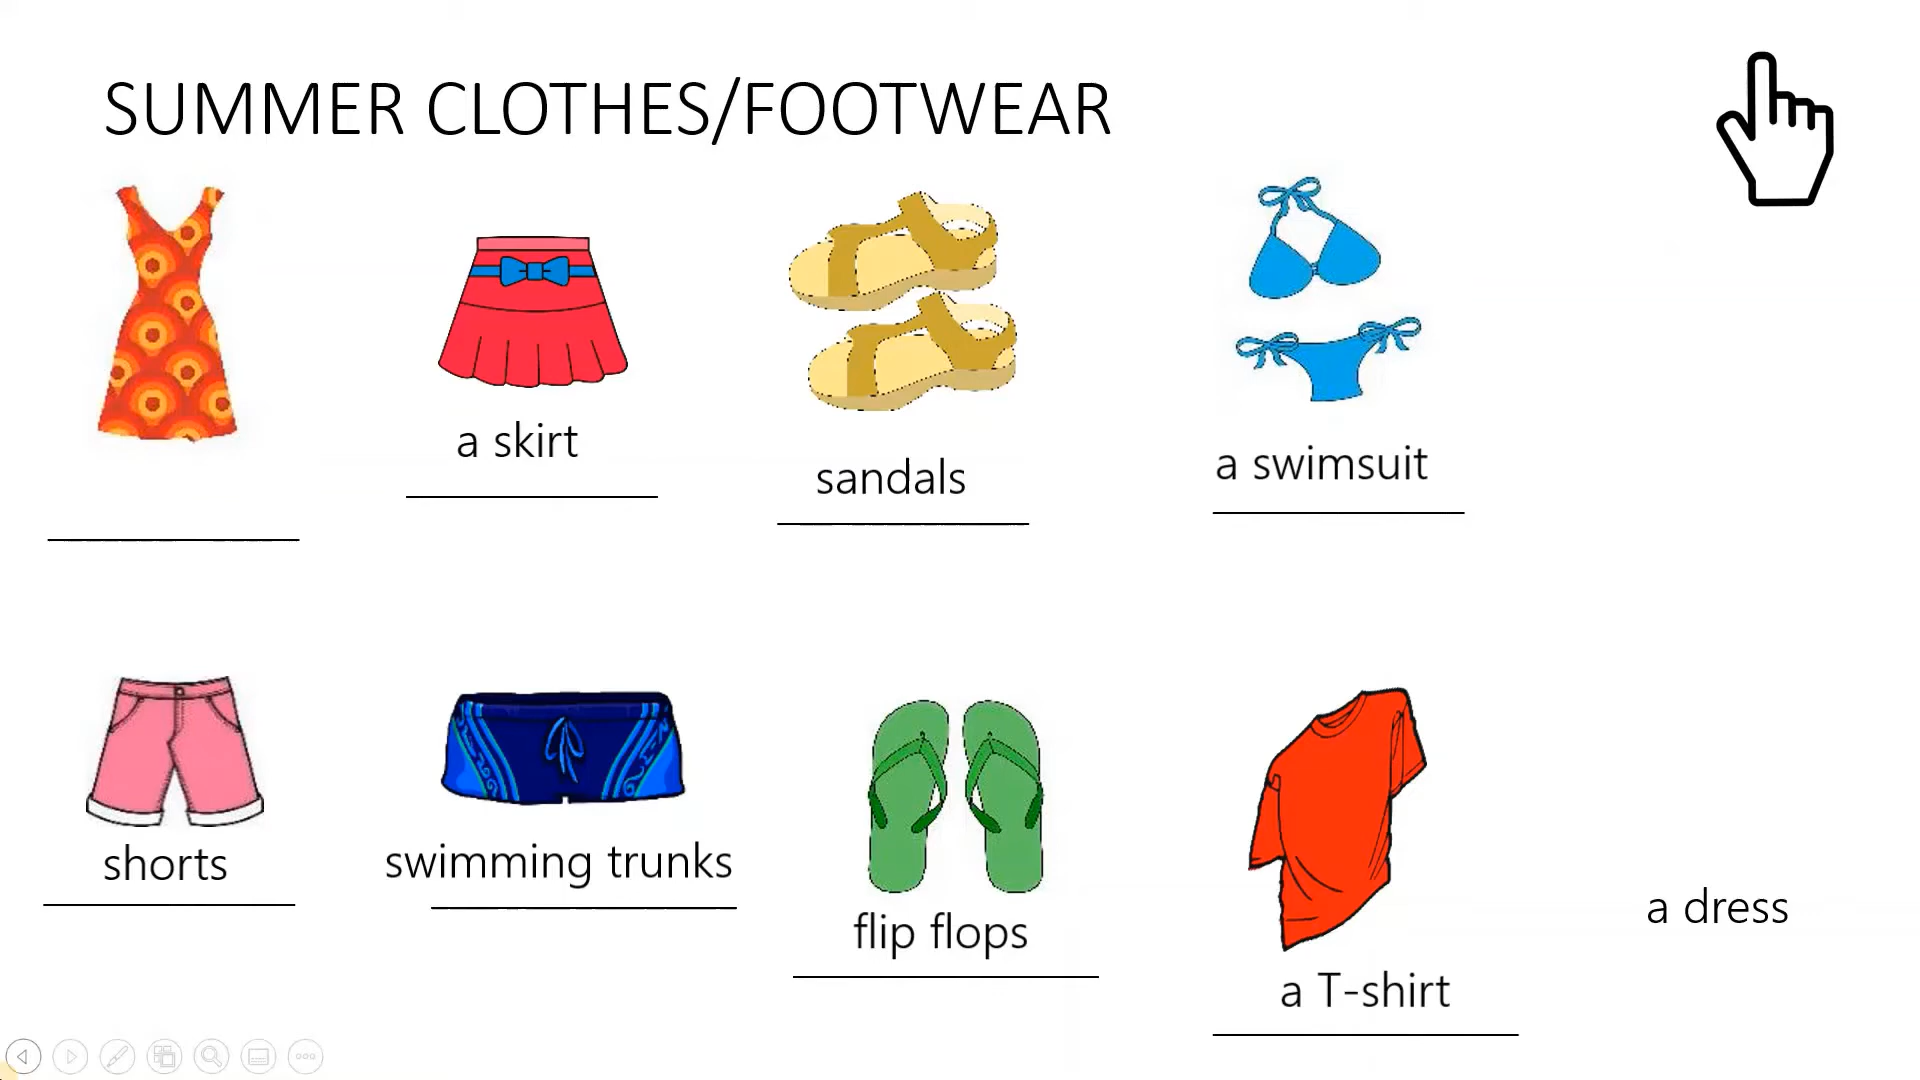 SUMMER CLOTHES/FOOTWEAR
a skirt
sandals
a swimsuit
shorts
swimming trunks
flip flops
a T-shirt
a dress